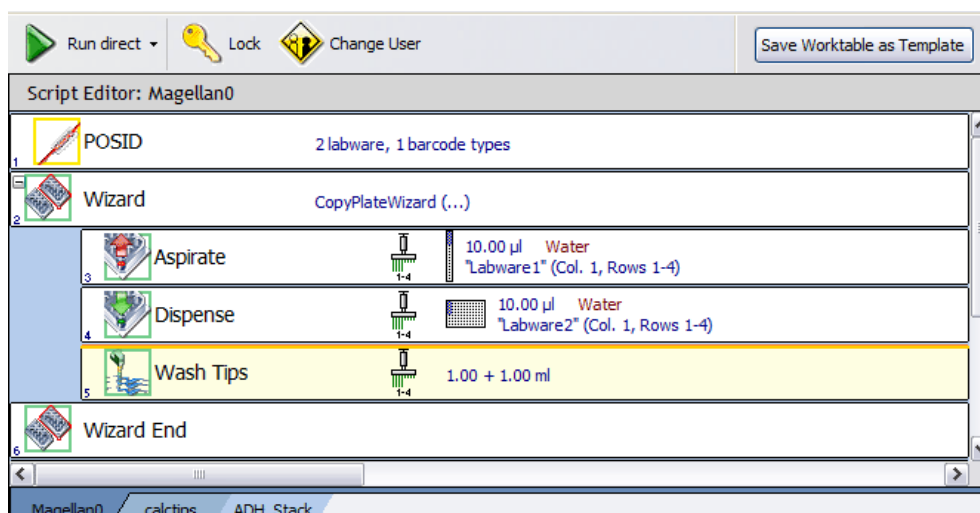 Run direct
Lock
Change User
Save Worktable as Template
Script Editor: Magellan0
1
POSID
2 labware, 1 barcode types
2
Wizard
CopyPlateWizard (...)
3
Aspirate
1-4
10.00 µl Water
"Labware1" (Col. 1, Rows 1-4)
4
Dispense
1-4
10.00 µl Water
"Labware2" (Col. 1, Rows 1-4)
5
Wash Tips
1-4
1.00 + 1.00 ml
6
Wizard End
Magellan0
calctips
ADH_Stack